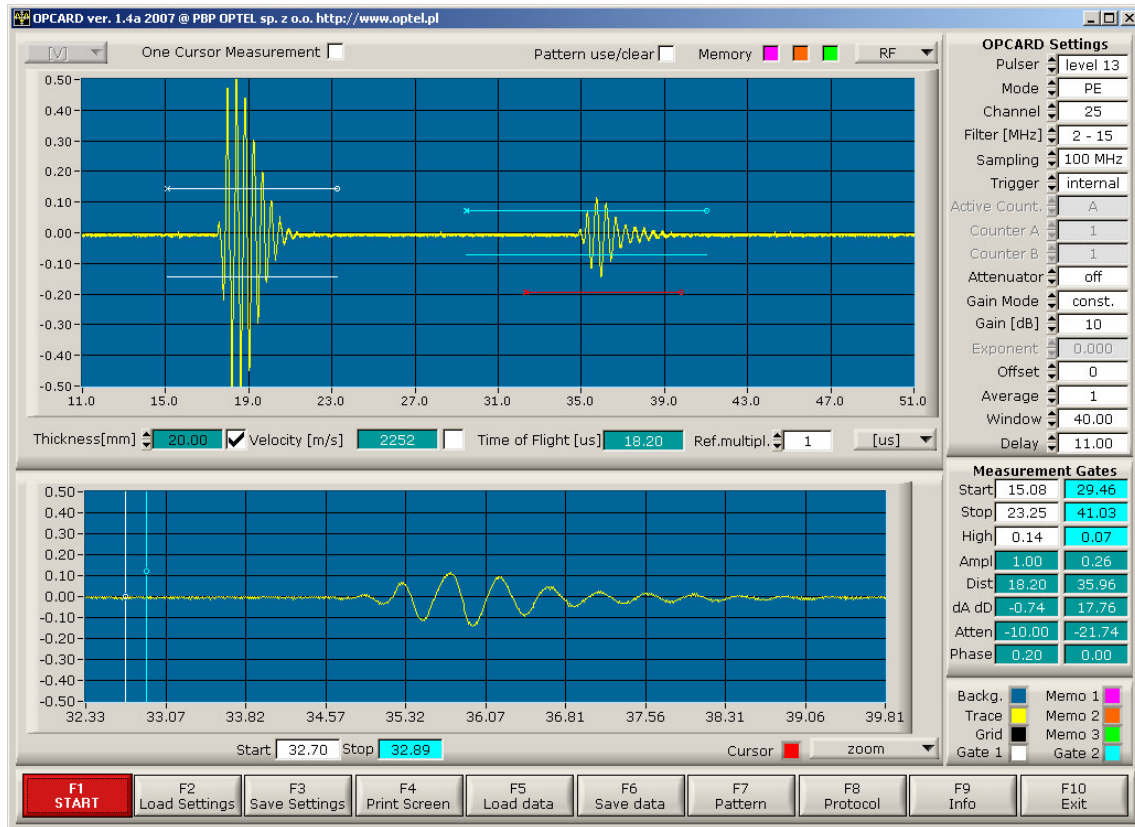 OPCARD ver. 1.4a 2007 @ PBP OPTEL sp. z o.o. http://www.optel.pl
[V] One Cursor Measurement Pattern use/clear Memory RF
0.50
0.40
0.30
0.20
0.10
0.00
-0.10
-0.20
-0.30
-0.40
-0.50
11.0 15.0 19.0 23.0 27.0 31.0 35.0 39.0 43.0 47.0 51.0
Thickness[mm] 20.00 Velocity [m/s] 2252 Time of Flight [us] 18.20 Ref.multipl. 1 [us]
0.50
0.40
0.30
0.20
0.10
0.00
-0.10
-0.20
-0.30
-0.40
-0.50
32.33 33.07 33.82 34.57 35.32 36.07 36.81 37.56 38.31 39.06 39.81
Start 32.70 Stop 32.89 Cursor zoom
OPCARD Settings
Pulser level 13
Mode PE
Channel 25
Filter [MHz] 2 - 15
Sampling 100 MHz
Trigger internal
Active Count. A
Counter A 1
Counter B 1
Attenuator off
Gain Mode const.
Gain [dB] 10
Exponent 0.000
Offset 0
Average 1
Window 40.00
Delay 11.00
Measurement Gates
Start 15.08 29.46
Stop 23.25 41.03
High 0.14 0.07
Ampl 1.00 0.26
Dist 18.20 35.96
dA dD -0.74 17.76
Atten -10.00 -21.74
Phase 0.20 0.00
Backg. Memo 1
Trace Memo 2
Grid Memo 3
Gate 1 Gate 2
F1 F2 F3 F4 F5 F6 F7 F8 F9 F10
START Load Settings Save Settings Print Screen Load data Save data Pattern Protocol Info Exit